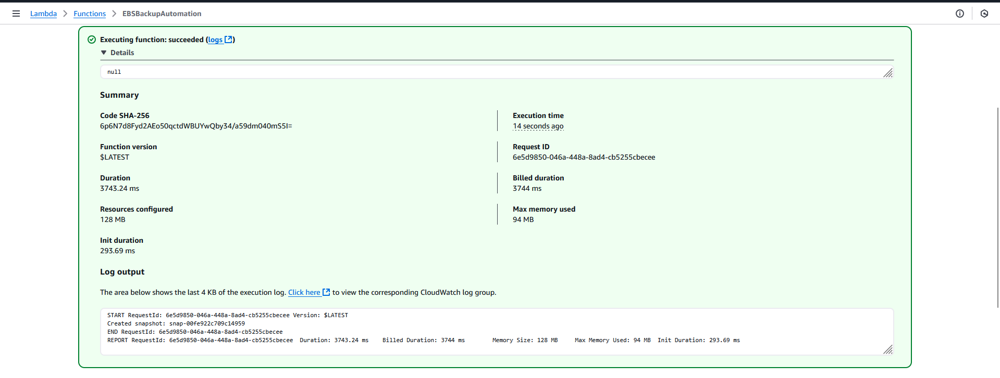 Lambda > Functions > EBSBackupAutomation
Executing function: succeeded (logs)
Details
null
Summary
Code SHA-256
6p6N7d8Fyd2AEo50qctdWBUYwQby34/a59dm040mS5I=
Execution time
14 seconds ago
Function version
$LATEST
Request ID
6e5d9850-046a-448a-8ad4-cb5255cbecee
Duration
3743.24 ms
Billed duration
3744 ms
Resources configured
128 MB
Max memory used
94 MB
Init duration
293.69 ms
Log output
The area below shows the last 4 KB of the execution log. Click here to view the corresponding CloudWatch log group.
START RequestId: 6e5d9850-046a-448a-8ad4-cb5255cbecee Version: $LATEST
Created snapshot: snap-00fe922c709c14959
END RequestId: 6e5d9850-046a-448a-8ad4-cb5255cbecee
REPORT RequestId: 6e5d9850-046a-448a-8ad4-cb5255cbecee Duration: 3743.24 ms Billed Duration: 3744 ms Memory Size: 128 MB Max Memory Used: 94 MB Init Duration: 293.69 ms